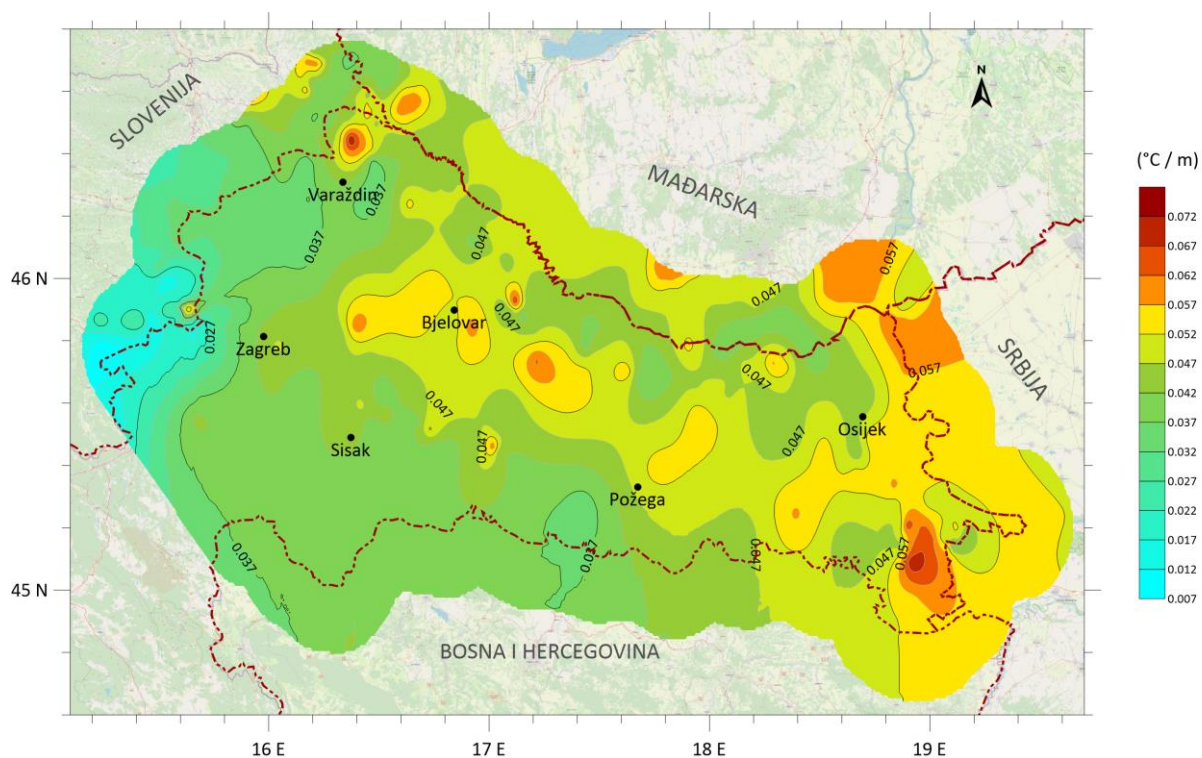 SLOVENIJA
N
(°C / m)
MAĐARSKA
Varaždin
0.037
0.037
0.047
46 N
0.057
0.047
0.047
Bjelovar
0.027
Zagreb
SRBIJA
0.057
0.047
0.047
Osijek
0.047
0.047
Sisak
Požega
0.037
0.037
0.047
0.047
0.057
45 N
BOSNA I HERCEGOVINA
0.072
0.067
0.062
0.057
0.052
0.047
0.042
0.037
0.032
0.027
0.022
0.017
0.012
0.007
16 E
17 E
18 E
19 E